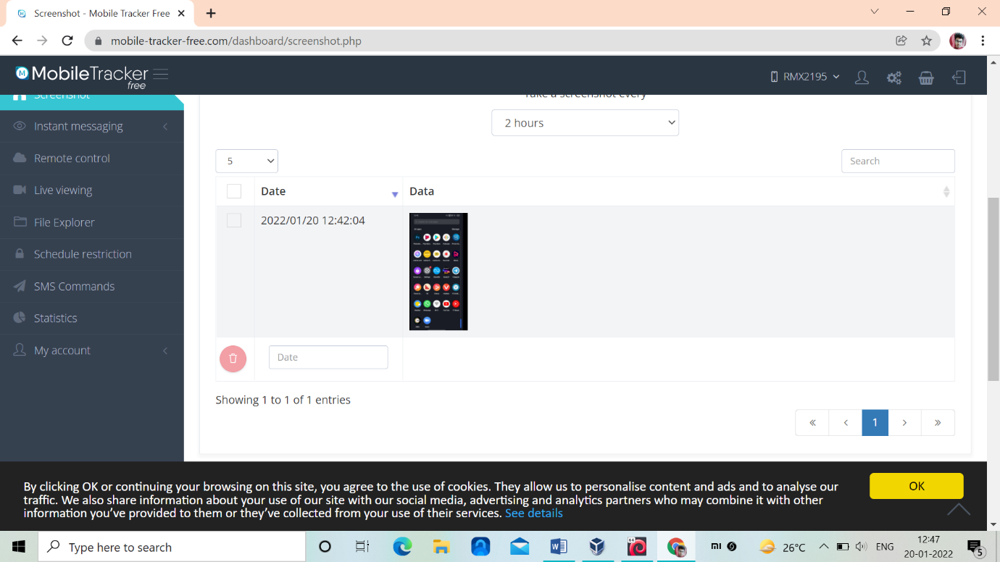 Screenshot - Mobile Tracker Free
mobile-tracker-free.com/dashboard/screenshot.php
MobileTracker
free
RMX2195
Screenshot
Take a screenshot every
Instant messaging
2 hours
Remote control
5
Search
Live viewing
Date
Data
File Explorer
2022/01/20 12:42:04
Schedule restriction
SMS Commands
Statistics
My account
Date
Showing 1 to 1 of 1 entries
« ‹ 1 › »
By clicking OK or continuing your browsing on this site, you agree to the use of cookies. They allow us to personalise content and ads and to analyse our
traffic. We also share information about your use of our site with our social media, advertising and analytics partners who may combine it with other
information you've provided to them or they've collected from your use of their services. See details
OK
Type here to search
26°C
ENG
12:47
20-01-2022
5